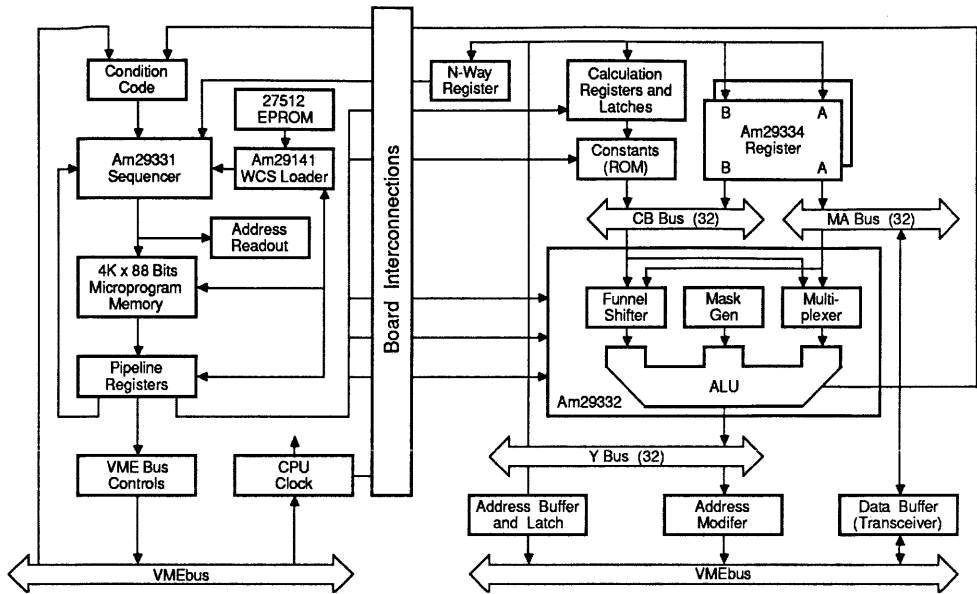 Condition
Code
27512
EPROM
Am29331
Sequencer
Am29141
WCS Loader
Address
Readout
4K x 88 Bits
Microprogram
Memory
Pipeline
Registers
VME Bus
Controls
CPU
Clock
VMEbus
Board Interconnections
N-Way
Register
Calculation
Registers and
Latches
Constants
(ROM)
B A
Am29334
Register
B A
CB Bus (32)
MA Bus (32)
Funnel
Shifter
Mask
Gen
Multi-
plexer
ALU
Am29332
Y Bus (32)
Address Buffer
and Latch
Address
Modifer
Data Buffer
(Transceiver)
VMEbus